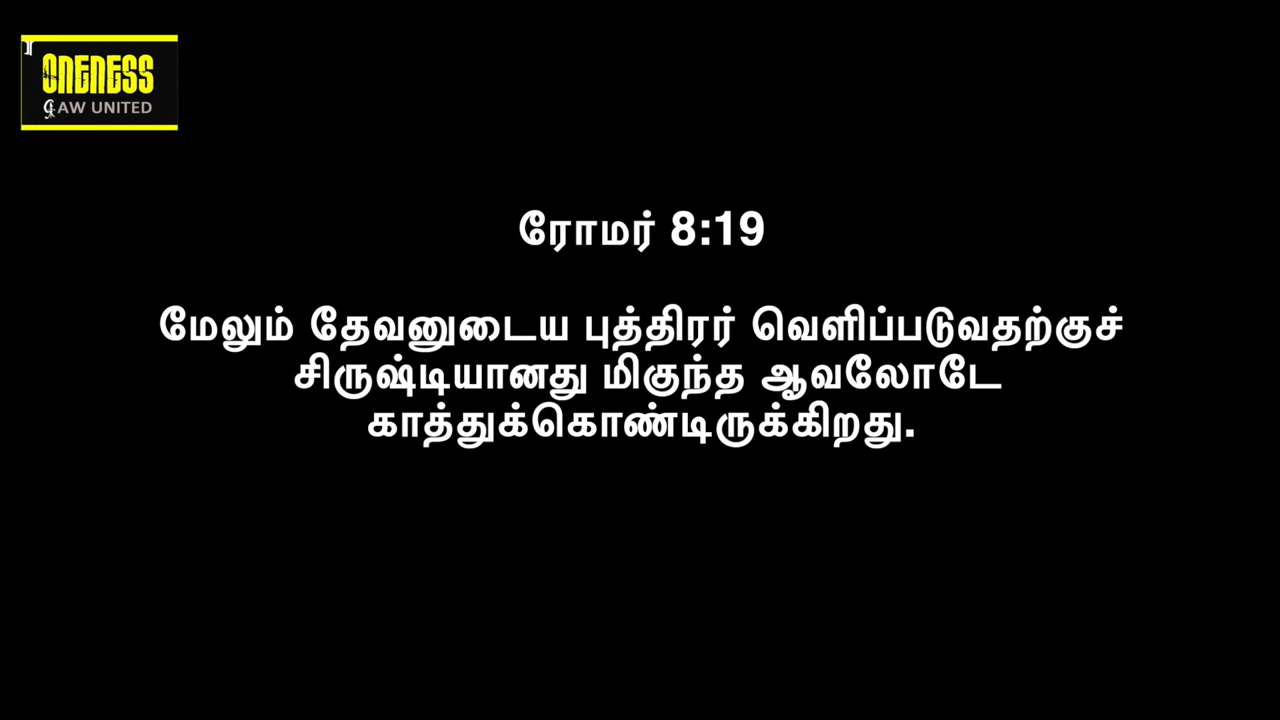 ONENESS
AW UNITED
ரோமர் 8:19
மேலும் தேவனுடைய புத்திரர் வெளிப்படுவதற்குச்
சிருஷ்டியானது மிகுந்த ஆவலோடே
காத்துக்கொண்டிருக்கிறது.